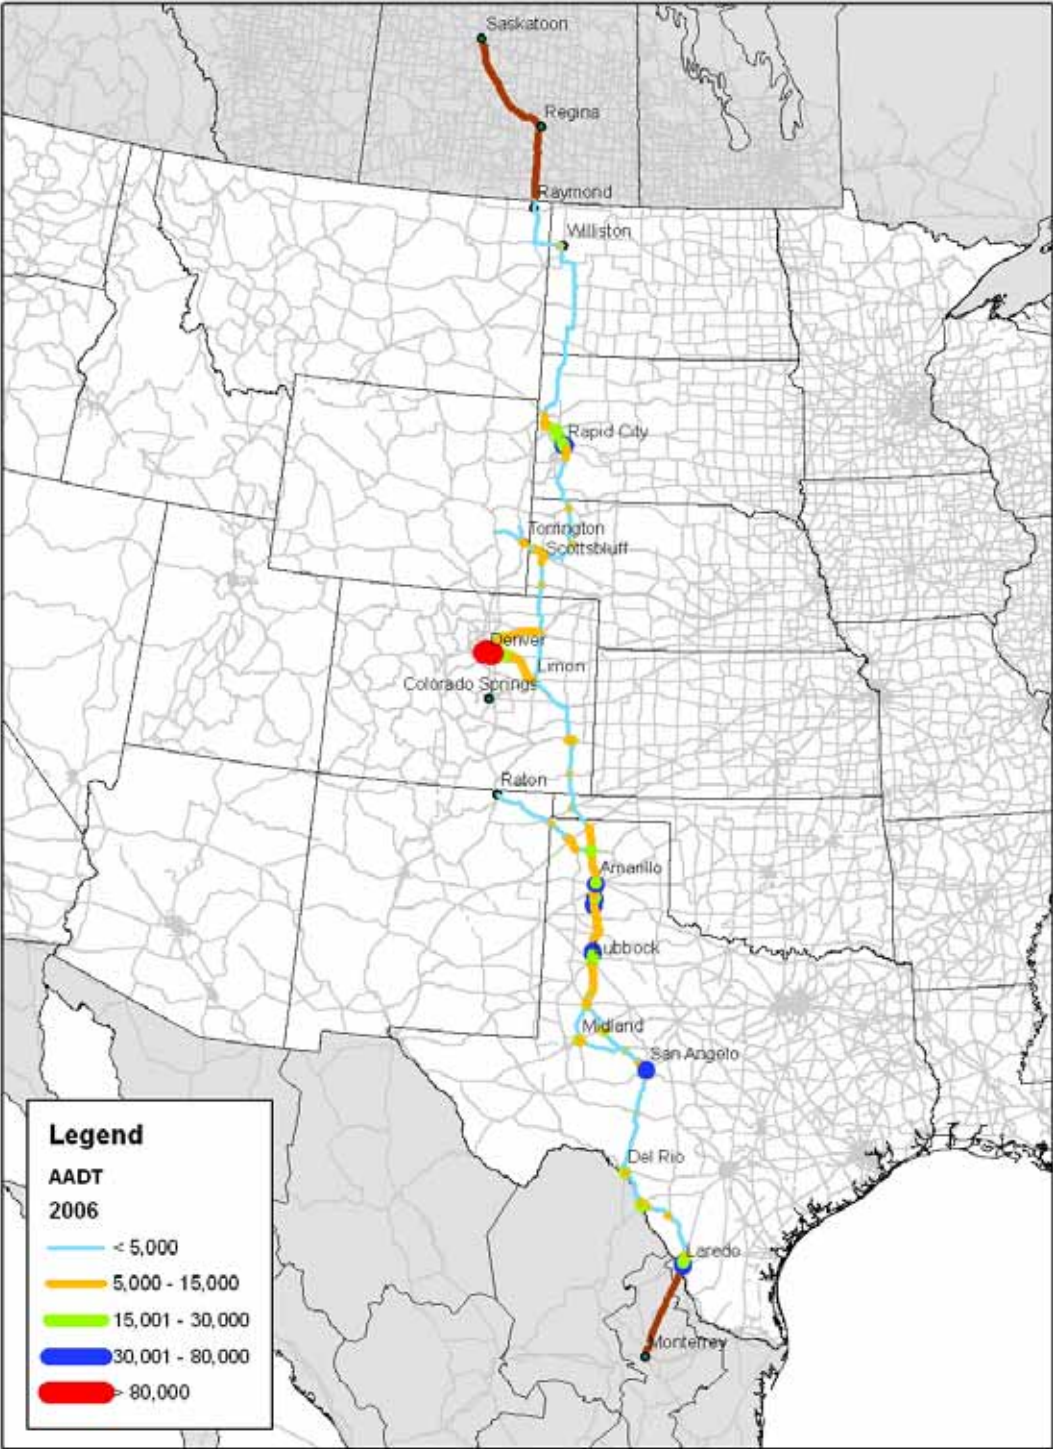 Saskatoon
Regina
Raymond
Williston
Rapid City
Torrington
Scottsbluff
Denver
Limon
Colorado Springs
Raton
Amarillo
Lubbock
Midland
San Angelo
Del Rio
Laredo
Monterrey
Legend
AADT
2006
< 5,000
5,000 - 15,000
15,001 - 30,000
30,001 - 80,000
> 80,000